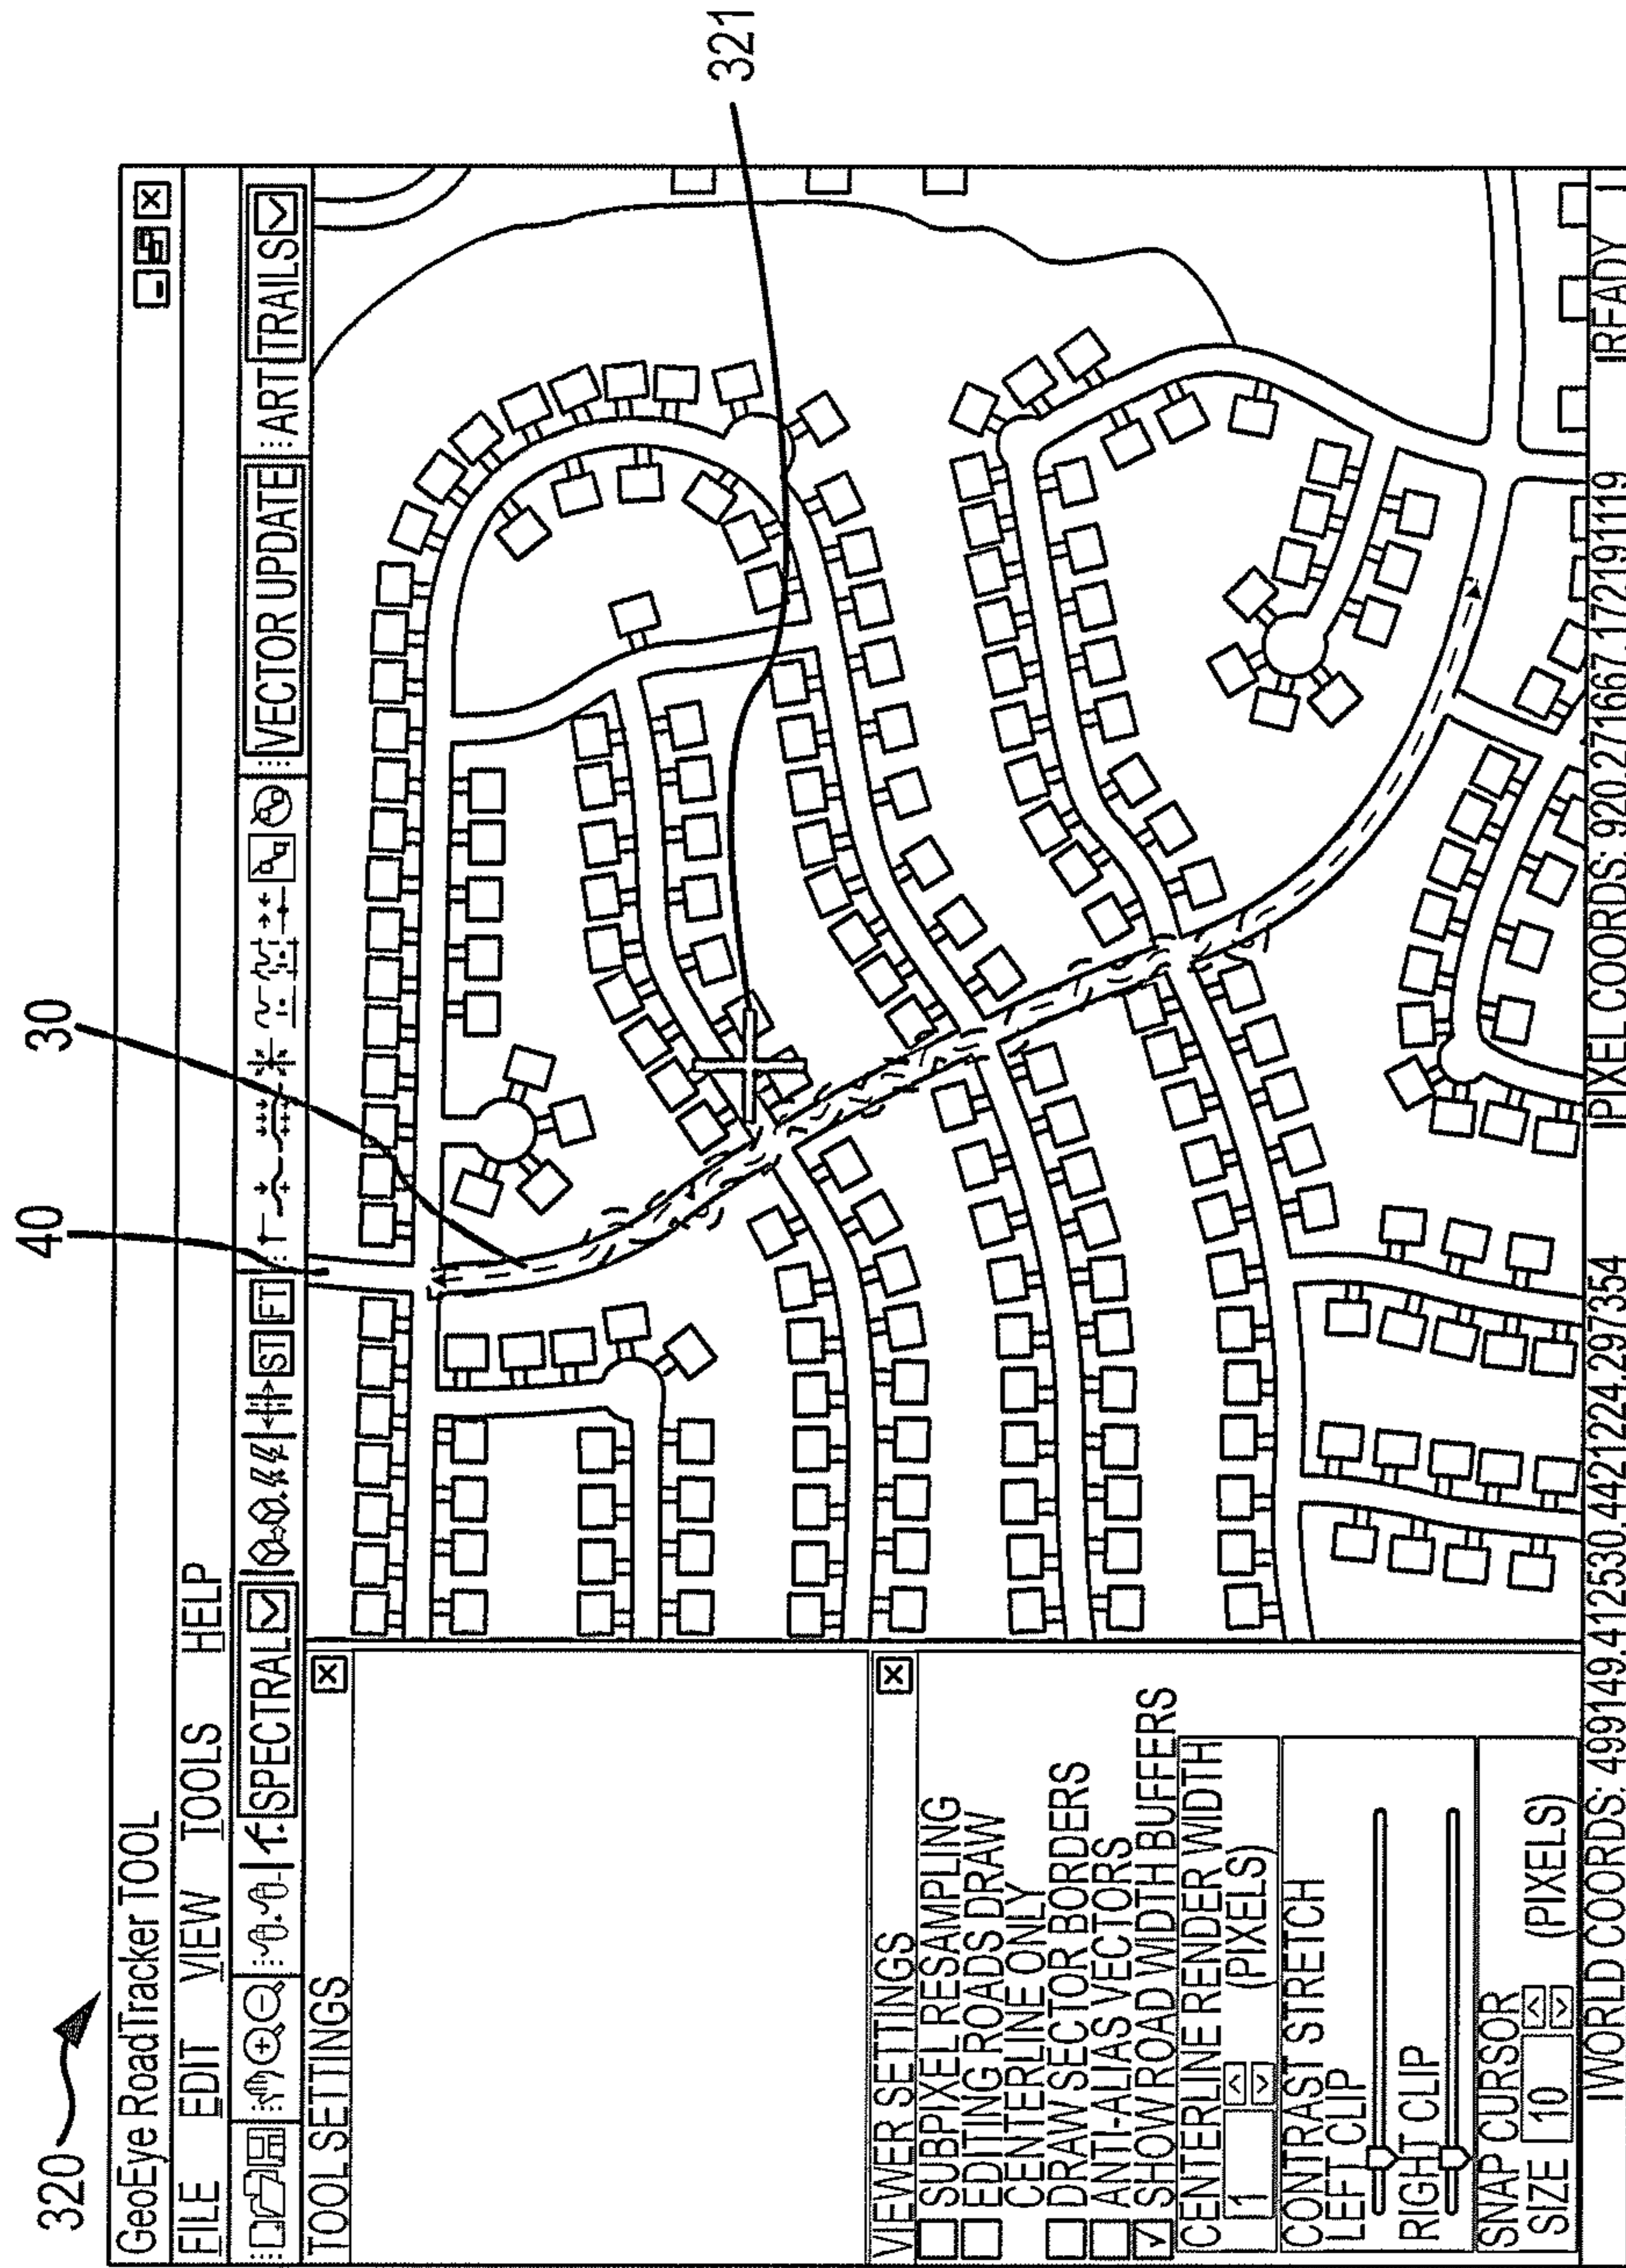 320
40
30
321
GeoEye RoadTracker TOOL
FILE EDIT VIEW TOOLS HELP
SPECTRAL ST FT VECTOR UPDATE ART TRAILS
TOOL SETTINGS
VIEWER SETTINGS
SUBPIXEL RESAMPLING
EDITING ROADS DRAW
CENTERLINE ONLY
DRAW SECTOR BORDERS
ANTI-ALIAS VECTORS
SHOW ROAD WIDTH BUFFERS
CENTERLINE RENDER WIDTH
1 (PIXELS)
CONTRAST STRETCH
LEFT CLIP
RIGHT CLIP
SNAP CURSOR
SIZE 10 (PIXELS)
WORLD COORDS: 499149.412530,4421224.297354 PIXEL COORDS: 920.271667,1721.191119 READY